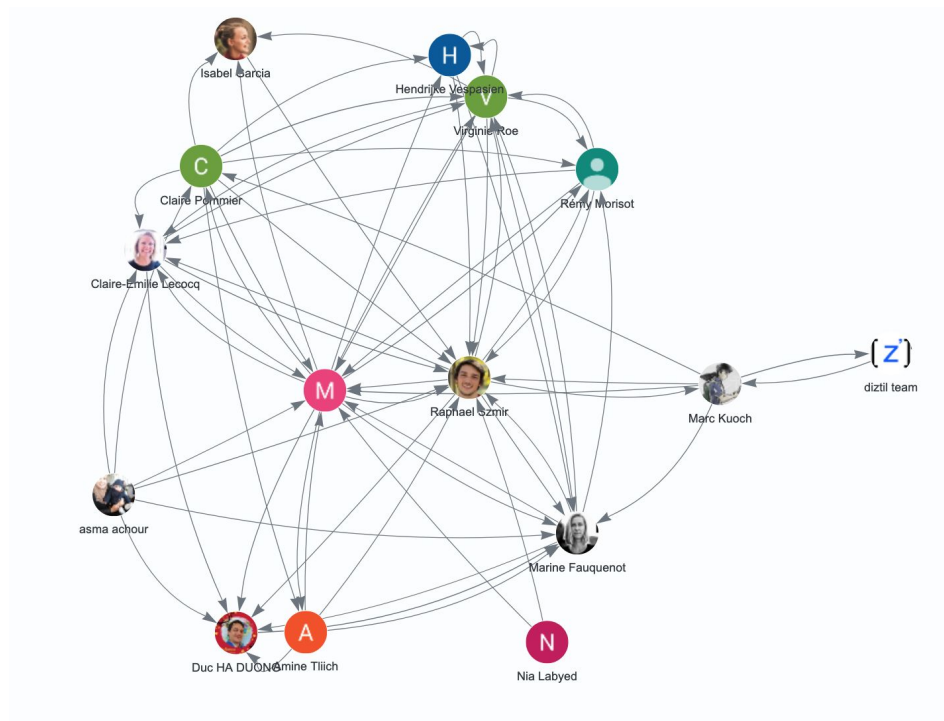 H
Isabel Garcia
Hendrijke Vespasien
V
Virginie Roe
C
Claire Pommier
Rémy Morisot
Claire-Emilie Lecocq
(z’)
diztil team
M
Raphael Szmir
Marc Kuoch
asma achour
Marine Fauquenot
A
N
Duc HA DUONG
Amine Tliich
Nia Labyed